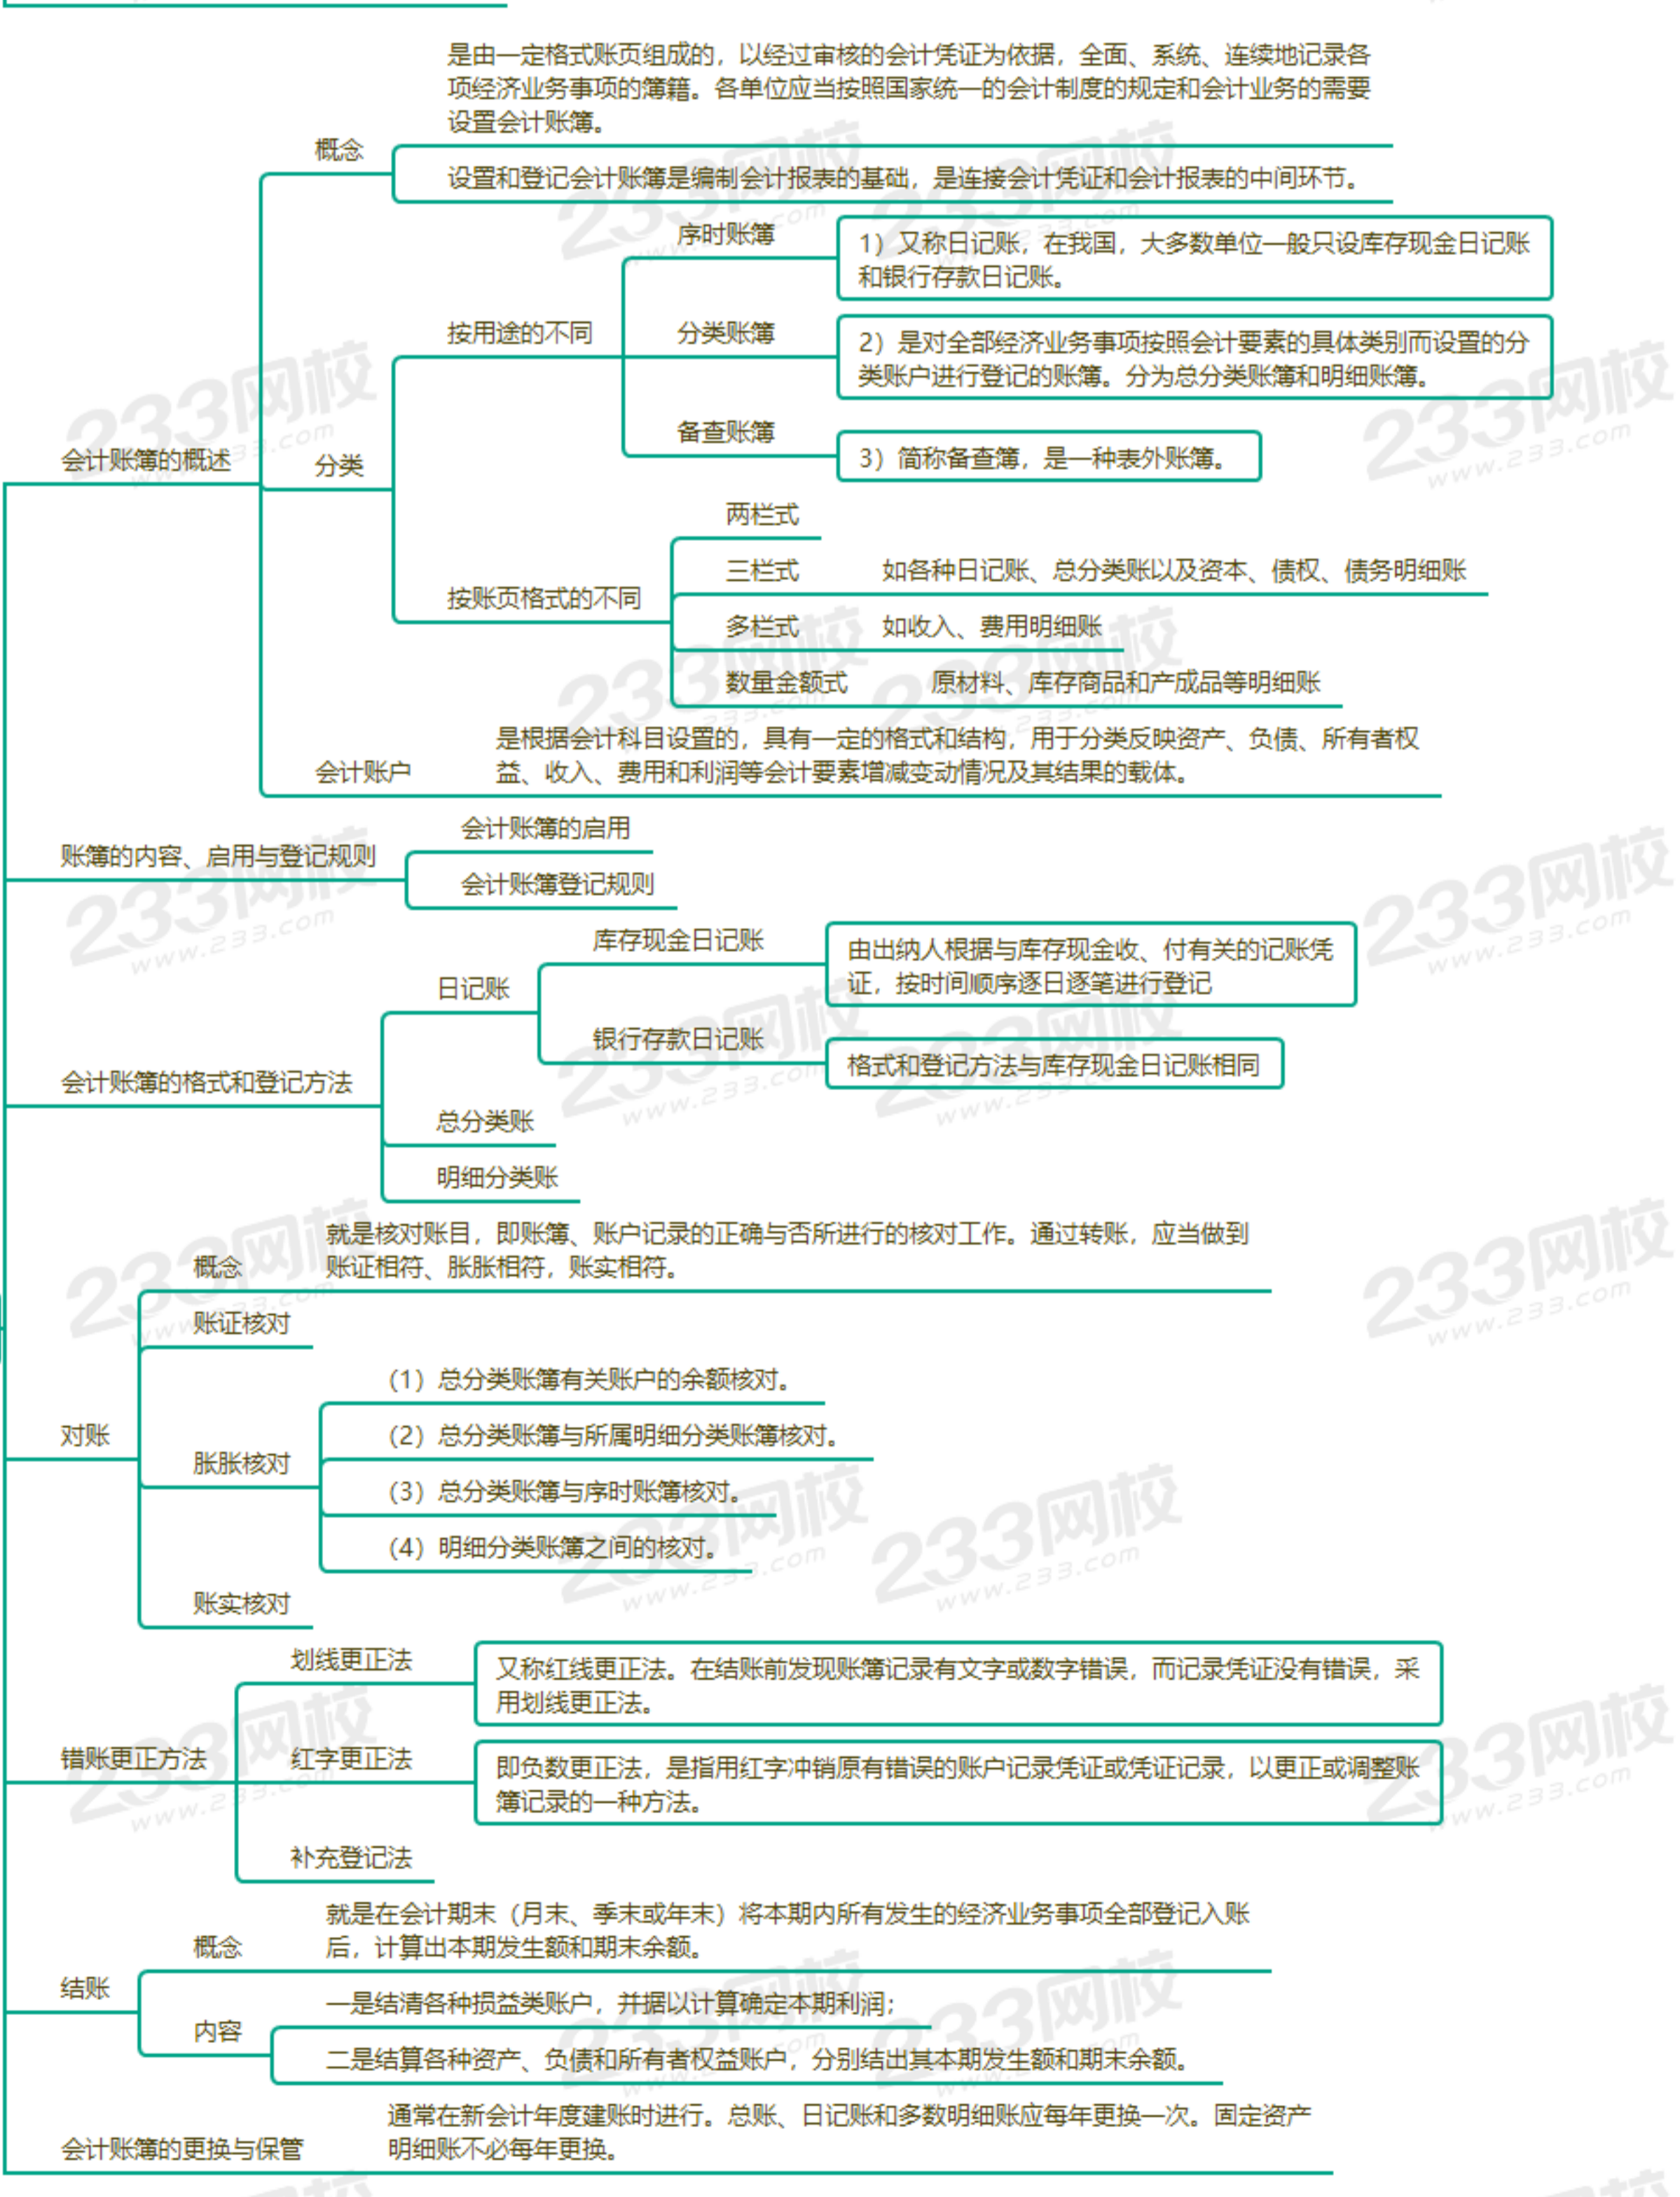 是由一定格式账页组成的，以经过审核的会计凭证为依据，全面、系统、连续地记录各
项经济业务事项的簿籍。各单位应当按照国家统一的会计制度的规定和会计业务的需要
设置会计账簿。
概念
设置和登记会计账簿是编制会计报表的基础，是连接会计凭证和会计报表的中间环节。
序时账簿
1）又称日记账，在我国，大多数单位一般只设库存现金日记账
和银行存款日记账。
按用途的不同
分类账簿
2）是对全部经济业务事项按照会计要素的具体类别而设置的分
类账户进行登记的账簿。分为总分类账簿和明细账簿。
备查账簿
3）简称备查簿，是一种表外账簿。
会计账簿的概述
分类
两栏式
三栏式 如各种日记账、总分类账以及资本、债权、债务明细账
按账页格式的不同
多栏式 如收入、费用明细账
数量金额式 原材料、库存商品和产成品等明细账
是根据会计科目设置的，具有一定的格式和结构，用于分类反映资产、负债、所有者权
会计账户 益、收入、费用和利润等会计要素增减变动情况及其结果的载体。
会计账簿的启用
账簿的内容、启用与登记规则
会计账簿登记规则
库存现金日记账
由出纳人根据与库存现金收、付有关的记账凭
证，按时间顺序逐日逐笔进行登记
日记账
银行存款日记账
格式和登记方法与库存现金日记账相同
会计账簿的格式和登记方法
总分类账
明细分类账
就是核对账目，即账簿、账户记录的正确与否所进行的核对工作。通过转账，应当做到
概念 账证相符、胀胀相符，账实相符。
账证核对
（1）总分类账簿有关账户的余额核对。
对账
（2）总分类账簿与所属明细分类账簿核对。
胀胀核对
（3）总分类账簿与序时账簿核对。
（4）明细分类账簿之间的核对。
账实核对
划线更正法
又称红线更正法。在结账前发现账簿记录有文字或数字错误，而记录凭证没有错误，采
用划线更正法。
错账更正方法
红字更正法
即负数更正法，是指用红字冲销原有错误的账户记录凭证或凭证记录，以更正或调整账
簿记录的一种方法。
补充登记法
就是在会计期末（月末、季末或年末）将本期内所有发生的经济业务事项全部登记入账
概念 后，计算出本期发生额和期末余额。
结账
一是结清各种损益类账户，并据以计算确定本期利润；
内容
二是结算各种资产、负债和所有者权益账户，分别结出其本期发生额和期末余额。
通常在新会计年度建账时进行。总账、日记账和多数明细账应每年更换一次。固定资产
会计账簿的更换与保管 明细账不必每年更换。
233网校
www.233.com